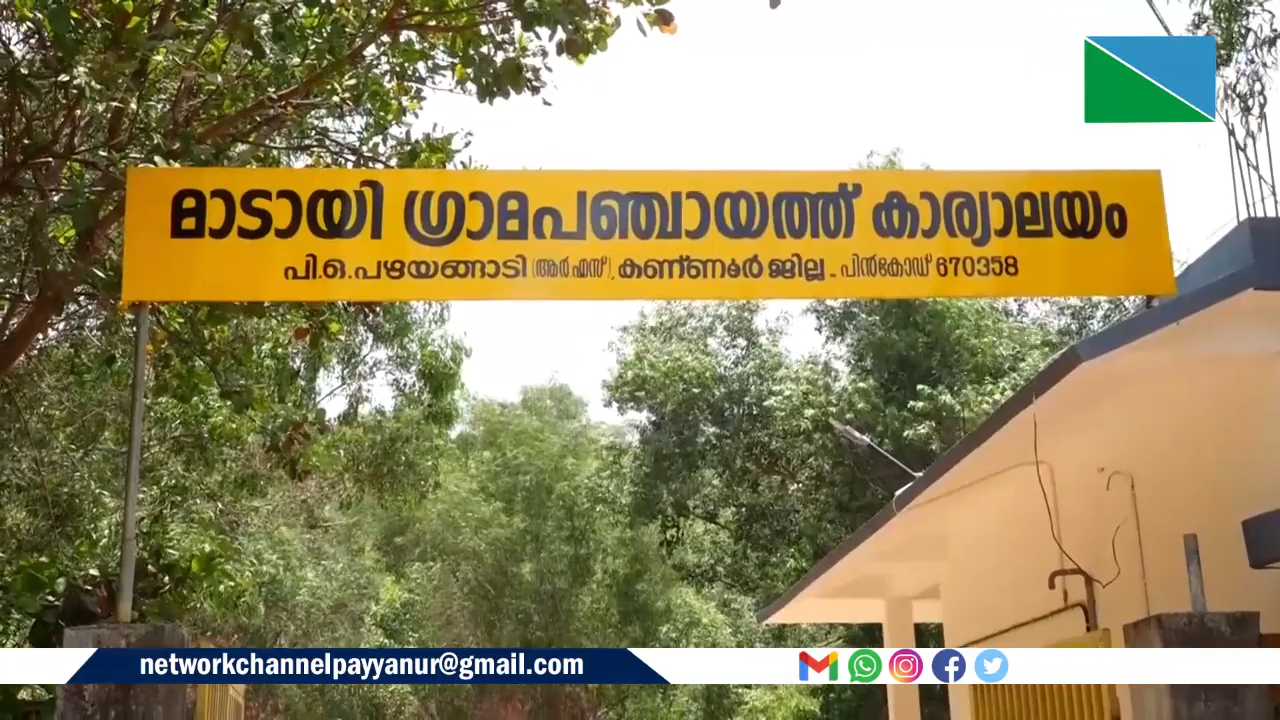 മാടായി ഗ്രാമപഞ്ചായത്ത് കാര്യാലയം
പി.ഒ.പഴയങ്ങാടി (ആർ.എസ്), കണ്ണൂർ ജില്ല - പിൻകോഡ് 670358
networkchannelpayyanur@gmail.com